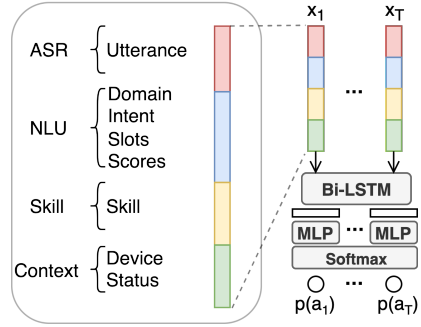 x1 xT
ASR Utterance
NLU Domain
Intent
Slots
Scores
Skill Skill
Context Device
Status
...
Bi-LSTM
MLP ... MLP
Softmax
...
p(a1) p(aT)